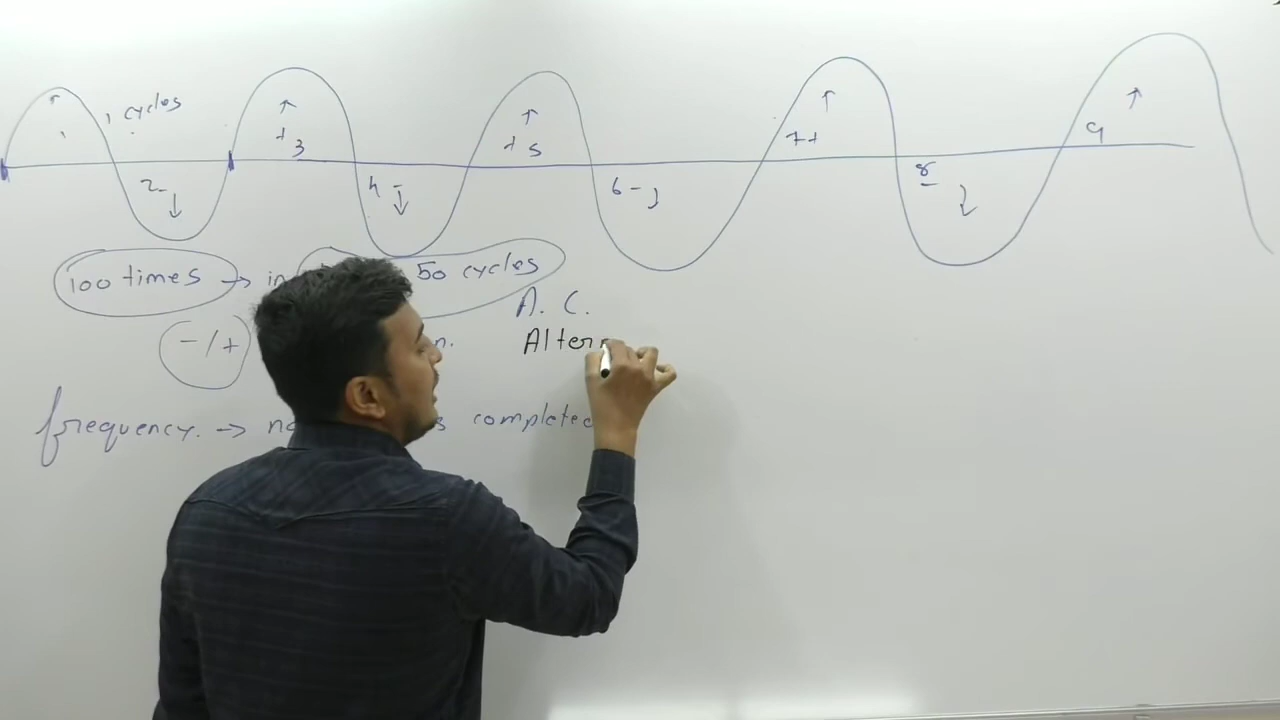 1 cycles
+ 3
+ 5
7 +
9
2 -
4 -
6 -
8 -
100 times → in 50 cycles
A. C.
- / + n. Altern
frequency. → no s completed